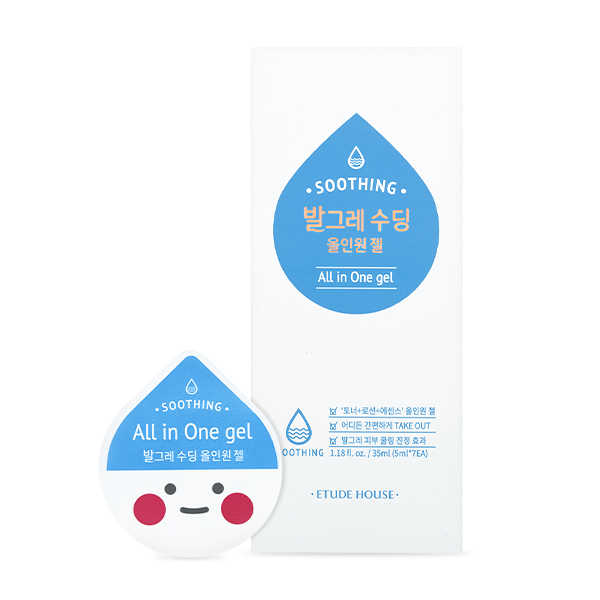 · SOOTHING ·
발그레 수딩
올인원 젤
All in One gel
'토너+로션+에센스' 올인원 젤
어디든 간편하게 TAKE OUT
발그레 피부 쿨링 진정 효과
SOOTHING
1.18 fl. oz. / 35ml (5ml*7EA)
· ETUDE HOUSE ·
· SOOTHING ·
All in One gel
발그레 수딩 올인원 젤